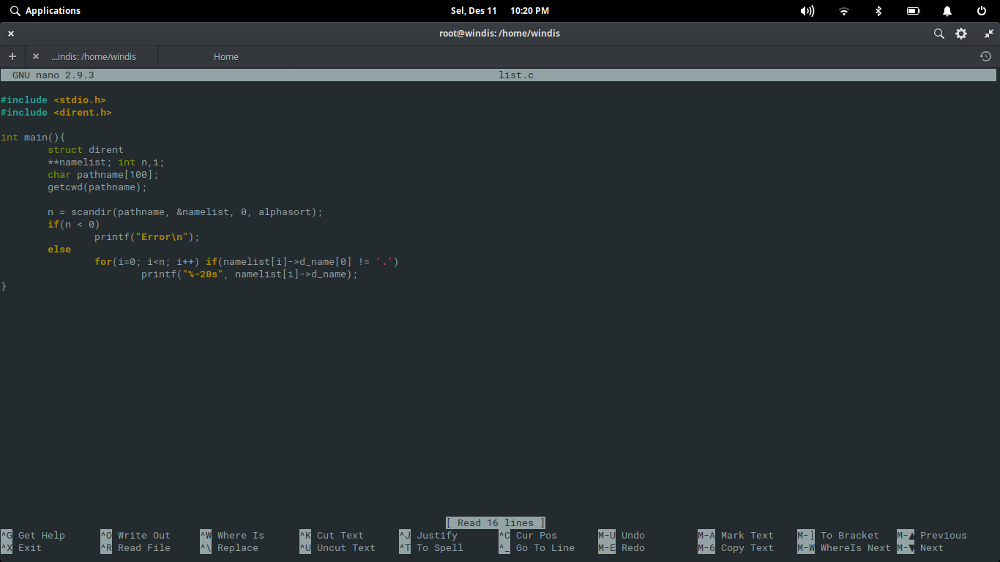 Applications Sel, Des 11 10:20 PM
root@windis: /home/windis
...indis: /home/windis Home
GNU nano 2.9.3 list.c
#include <stdio.h>
#include <dirent.h>
int main(){
struct dirent
**namelist; int n,i;
char pathname[100];
getcwd(pathname);
n = scandir(pathname, &namelist, 0, alphasort);
if(n < 0)
printf("Error\n");
else
for(i=0; i<n; i++) if(namelist[i]->d_name[0] != '.')
printf("%-20s", namelist[i]->d_name);
}
[ Read 16 lines ]
^G Get Help ^O Write Out ^W Where Is ^K Cut Text ^J Justify ^C Cur Pos M-U Undo M-A Mark Text M-] To Bracket M-▲ Previous
^X Exit ^R Read File ^\ Replace ^U Uncut Text ^T To Spell ^_ Go To Line M-E Redo M-6 Copy Text M-W WhereIs Next M-▼ Next